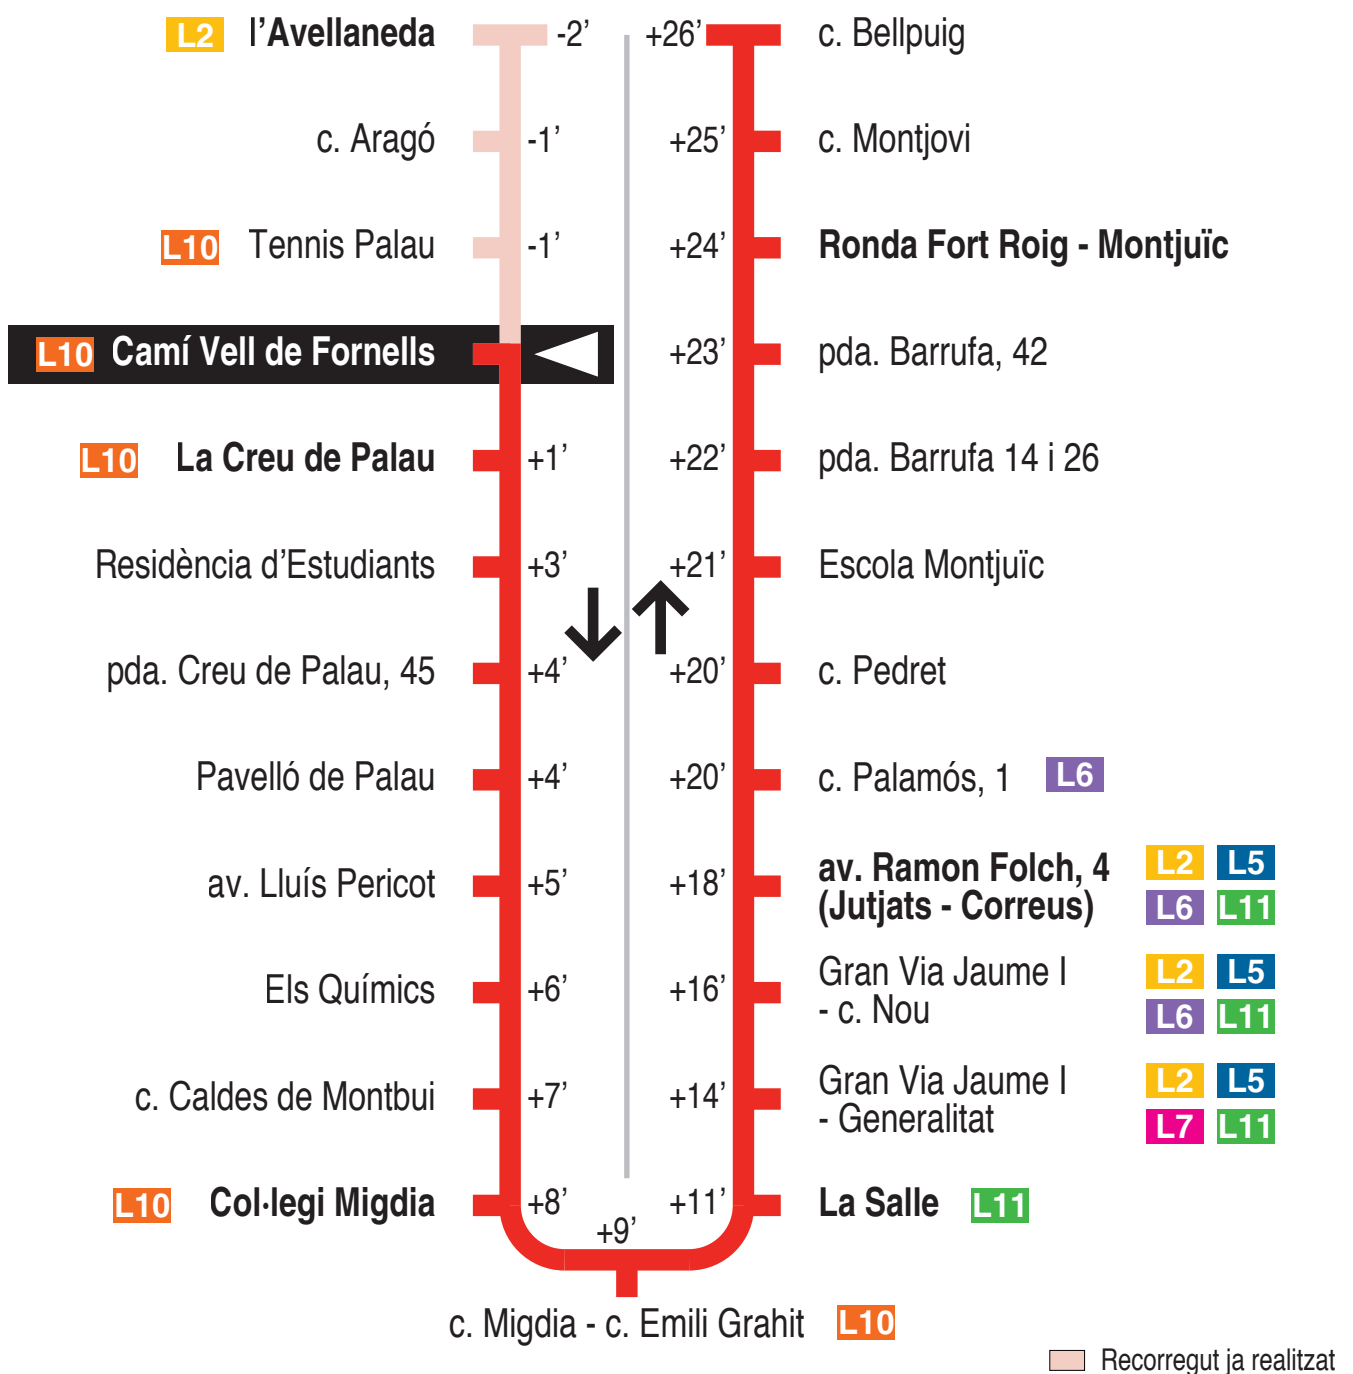 L2 l’Avellaneda -2’
c. Aragó -1’
L10 Tennis Palau -1’
L10 Camí Vell de Fornells
L10 La Creu de Palau +1’
Residència d’Estudiants +3’
pda. Creu de Palau, 45 +4’
Pavelló de Palau +4’
av. Lluís Pericot +5’
Els Químics +6’
c. Caldes de Montbui +7’
L10 Col·legi Migdia +8’
+9’
c. Migdia - c. Emili Grahit L10
+11’ La Salle L11
+14’ Gran Via Jaume I L2 L5
- Generalitat L7 L11
+16’ Gran Via Jaume I L2 L5
- c. Nou L6 L11
+18’ av. Ramon Folch, 4 L2 L5
(Jutjats - Correus) L6 L11
+20’ c. Palamós, 1 L6
+20’ c. Pedret
+21’ Escola Montjuïc
+22’ pda. Barrufa 14 i 26
+23’ pda. Barrufa, 42
+24’ Ronda Fort Roig - Montjuïc
+25’ c. Montjovi
+26’ c. Bellpuig
Recorregut ja realitzat